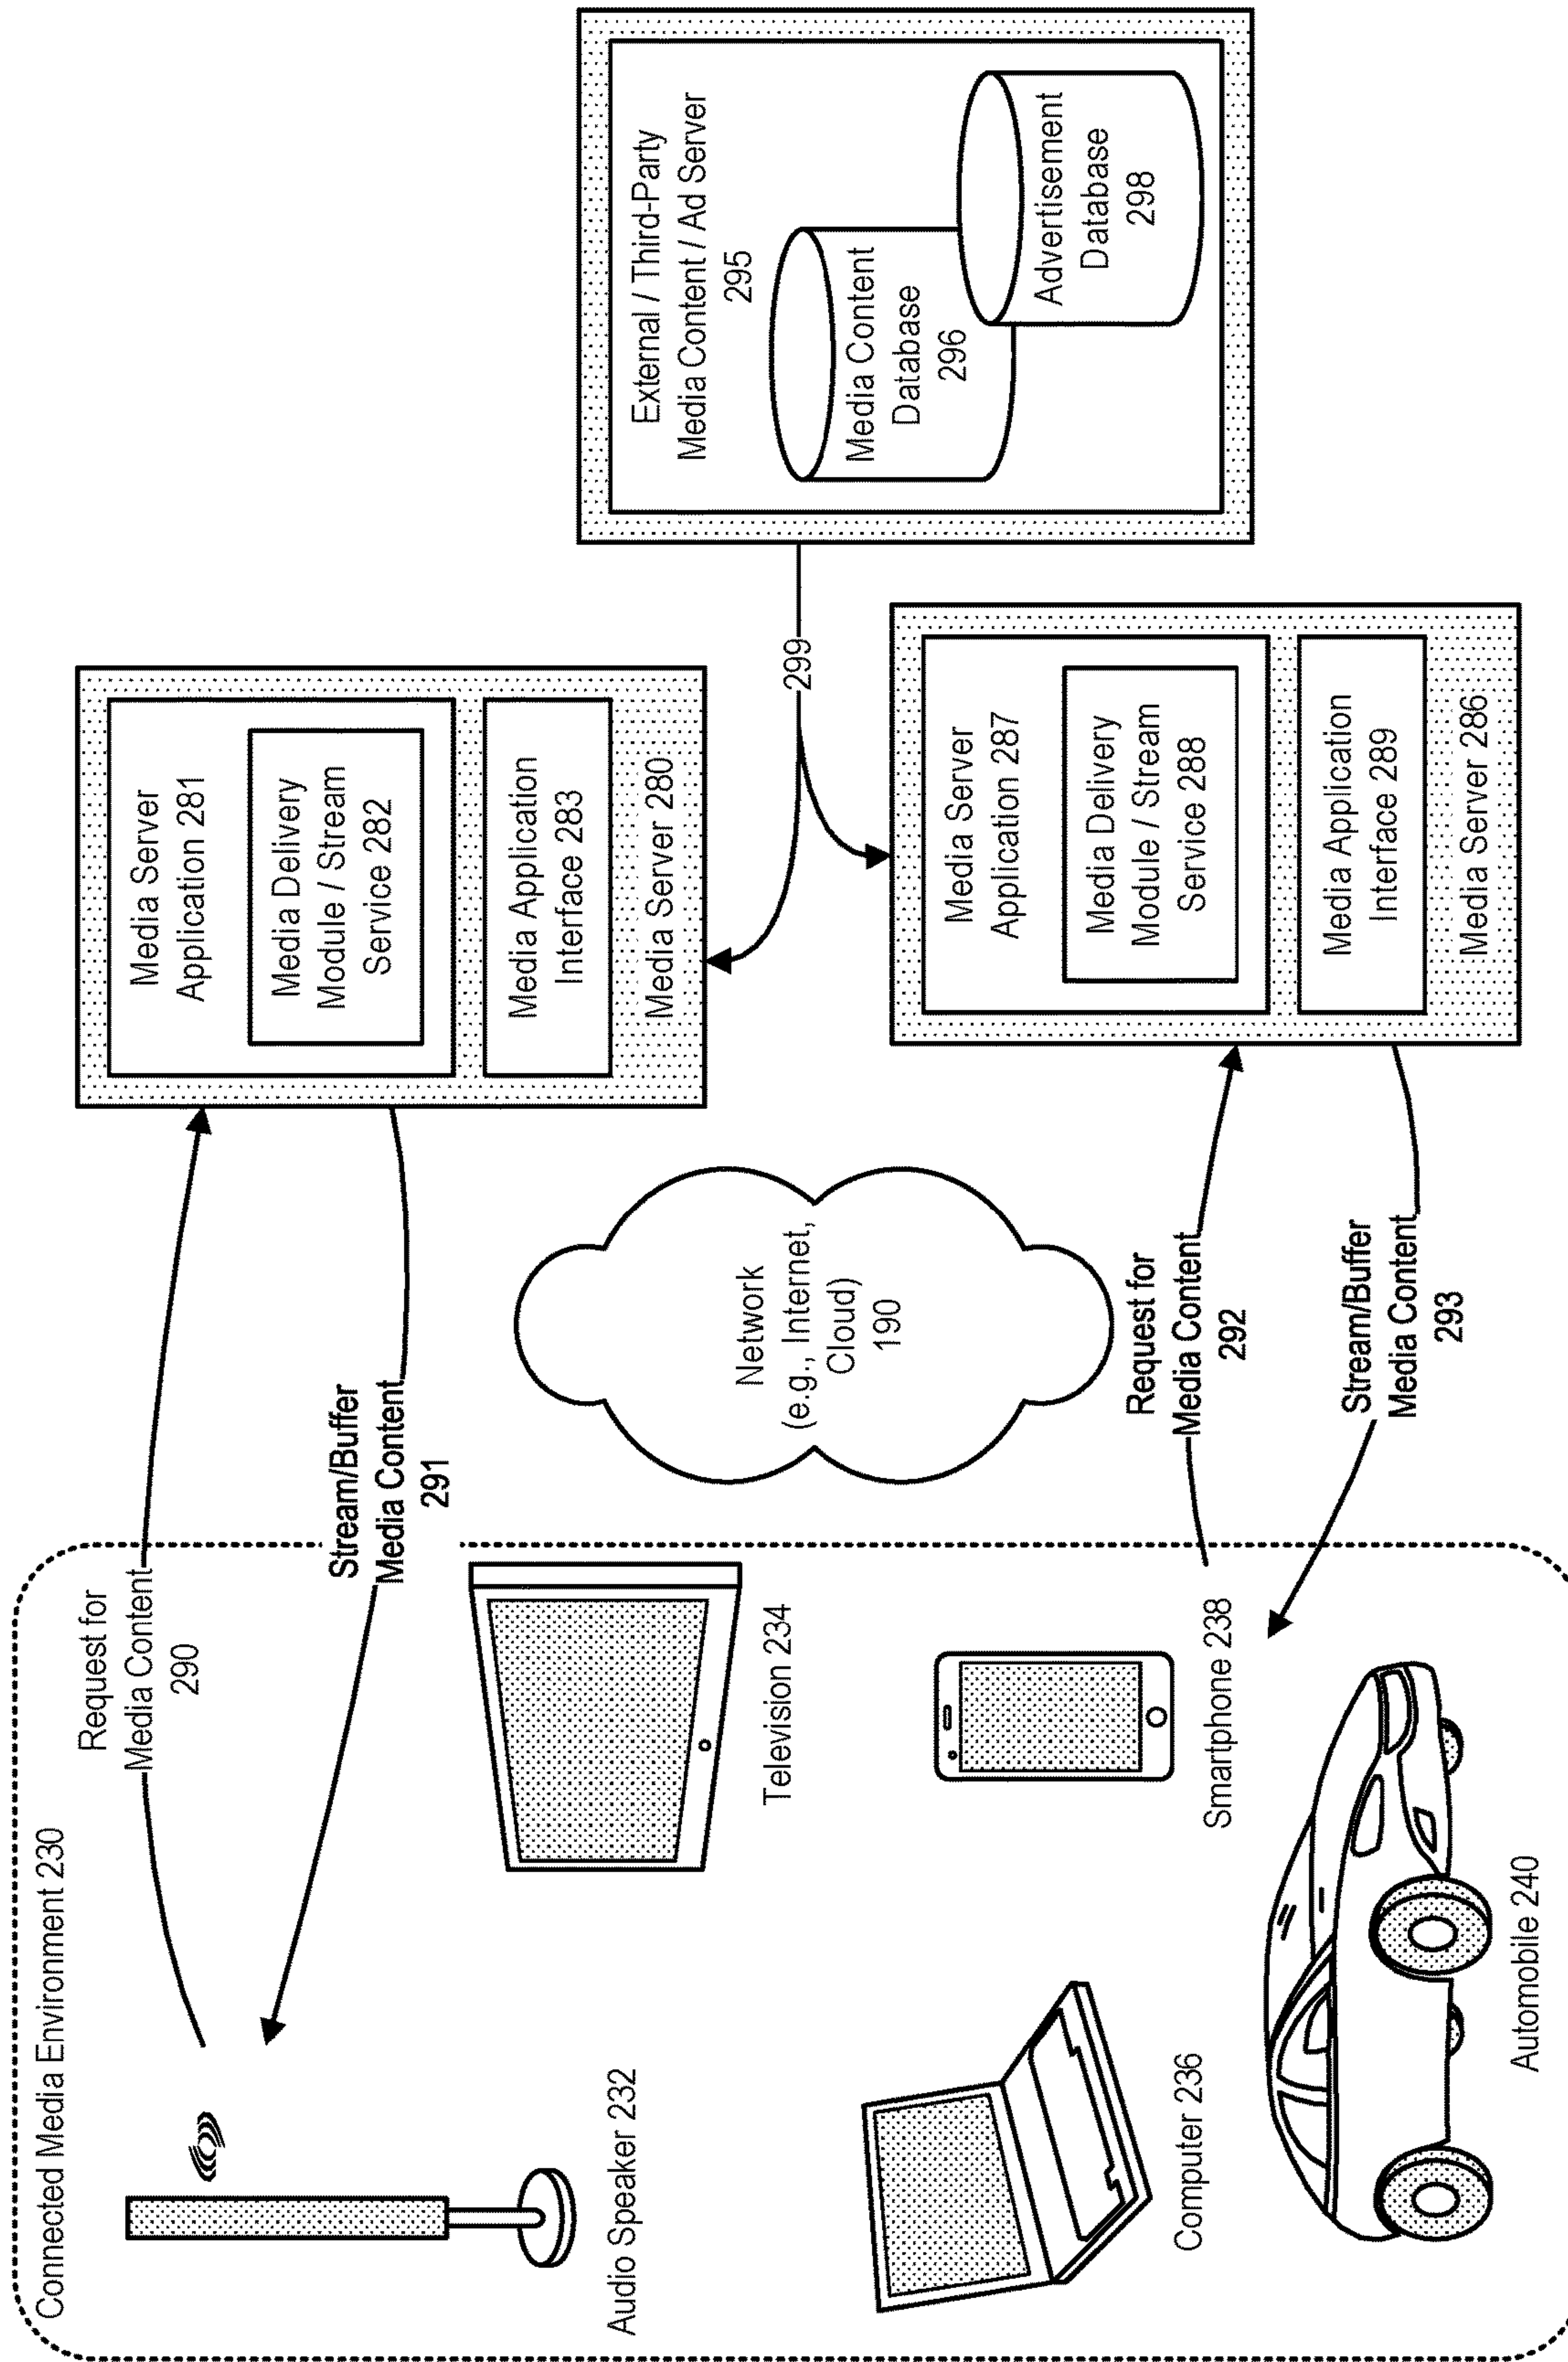 Connected Media Environment 230
Audio Speaker 232
Television 234
Computer 236
Smartphone 238
Automobile 240
Request for
Media Content
290
Stream/Buffer
Media Content
291
Network
(e.g., Internet,
Cloud)
190
Request for
Media Content
292
Stream/Buffer
Media Content
293
Media Server
Application 281
Media Delivery
Module / Stream
Service 282
Media Application
Interface 283
Media Server 280
299
Media Server
Application 287
Media Delivery
Module / Stream
Service 288
Media Application
Interface 289
Media Server 286
External / Third-Party
Media Content / Ad Server
295
Media Content
Database
296
Advertisement
Database
298